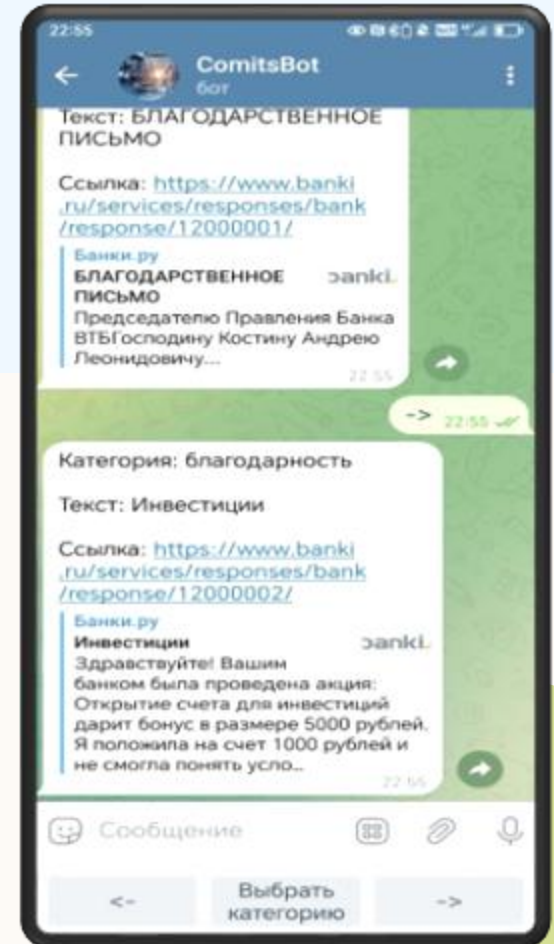 22:55
ComitsBot
бот
Текст: БЛАГОДАРСТВЕННОЕ
ПИСЬМО
Ссылка: https://www.banki
.ru/services/responses/bank
/response/12000001/
Банки.ру
БЛАГОДАРСТВЕННОЕ
ПИСЬМО
Председателю Правления Банка
ВТБГосподину Костину Андрею
Леонидовичу...
22:55
-> 22:55
Категория: благодарность
Текст: Инвестиции
Ссылка: https://www.banki
.ru/services/responses/bank
/response/12000002/
Банки.ру
Инвестиции
Здравствуйте! Вашим
банком была проведена акция:
Открытие счета для инвестиций
дарит бонус в размере 5000 рублей.
Я положила на счет 1000 рублей и
не смогла понять усло...
22:55
Сообщение
<-
Выбрать
категорию
->